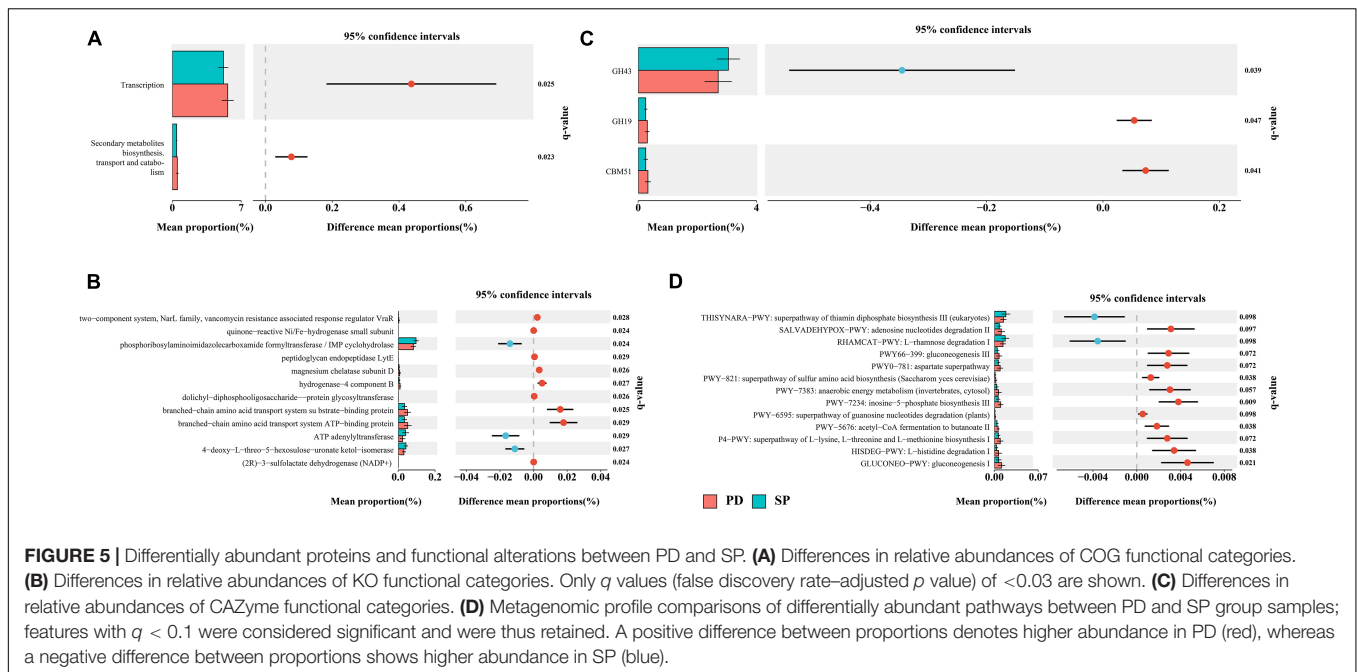 A
95% confidence intervals
Transcription
0.025
Secondary metabolites
biosynthesis,
transport and catabo-
lism
0.023
q-value
0
7
0.0
0.2
0.4
0.6
Mean proportion(%)
Difference mean proportions(%)
C
95% confidence intervals
GH43
0.039
GH19
0.047
CBM51
0.041
q-value
0
4
−0.4
−0.2
0.0
0.2
Mean proportion(%)
Difference mean proportions(%)
B
95% confidence intervals
two−component system, NarL family, vancomycin resistance associated response regulator VraR
0.028
quinone−reactive Ni/Fe−hydrogenase small subunit
0.024
phosphoribosylaminoimidazolecarboxamide formyltransferase / IMP cyclohydrolase
0.024
peptidoglycan endopeptidase LytE
0.029
magnesium chelatase subunit D
0.026
hydrogenase−4 component B
0.027
dolichyl−diphosphooligosaccharide−−−protein glycosyltransferase
0.026
branched−chain amino acid transport system su bstrate−binding protein
0.025
branched−chain amino acid transport system ATP−binding protein
0.029
ATP adenylyltransferase
0.029
4−deoxy−L−threo−5−hexosulose−uronate ketol−isomerase
0.027
(2R)−3−sulfolactate dehydrogenase (NADP+)
0.024
q-value
0.0
0.2
−0.04
−0.02
0.00
0.02
0.04
Mean proportion(%)
Difference mean proportions(%)
D
95% confidence intervals
THISYNARA−PWY: superpathway of thiamin diphosphate biosynthesis III (eukaryotes)
0.098
SALVADEHYPOX−PWY: adenosine nucleotides degradation II
0.097
RHAMCAT−PWY: L−rhamnose degradation I
0.098
PWY66−399: gluconeogenesis III
0.072
PWY0−781: aspartate superpathway
0.072
PWY−821: superpathway of sulfur amino acid biosynthesis (Saccharom yces cerevisiae)
0.038
PWY−7383: anaerobic energy metabolism (invertebrates, cytosol)
0.057
PWY−7234: inosine−5−phosphate biosynthesis III
0.009
PWY−6595: superpathway of guanosine nucleotides degradation (plants)
0.098
PWY−5676: acetyl−CoA fermentation to butanoate II
0.038
P4−PWY: superpathway of L−lysine, L−threonine and L−methionine biosynthesis I
0.072
HISDEG−PWY: L−histidine degradation I
0.038
GLUCONEO−PWY: gluconeogenesis I
0.021
q-value
0.00
0.07
−0.004
0.000
0.004
0.008
Mean proportion(%)
Difference mean proportions(%)
PD
SP
FIGURE 5 | Differentially abundant proteins and functional alterations between PD and SP. (A) Differences in relative abundances of COG functional categories.
(B) Differences in relative abundances of KO functional categories. Only q values (false discovery rate–adjusted p value) of <0.03 are shown. (C) Differences in
relative abundances of CAZyme functional categories. (D) Metagenomic profile comparisons of differentially abundant pathways between PD and SP group samples;
features with q < 0.1 were considered significant and were thus retained. A positive difference between proportions denotes higher abundance in PD (red), whereas
a negative difference between proportions shows higher abundance in SP (blue).